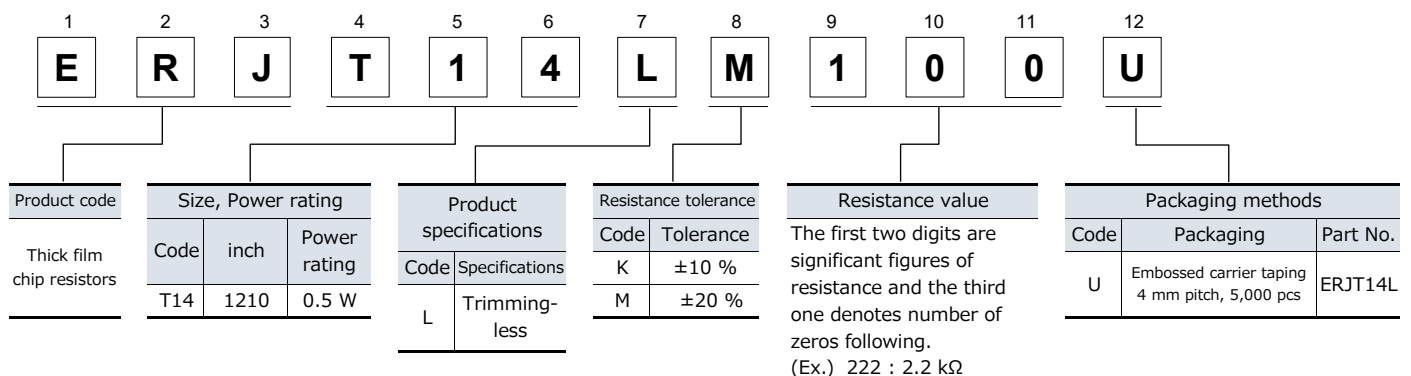 1 2 3 4 5 6 7 8 9 10 11 12
E R J T 1 4 L M 1 0 0 U
Product code
Thick film
chip resistors
Size, Power rating
Code inch Power
rating
T14 1210 0.5 W
Product
specifications
Code Specifications
L Trimming-
less
Resistance tolerance
Code Tolerance
K ±10 %
M ±20 %
Resistance value
The first two digits are
significant figures of
resistance and the third
one denotes number of
zeros following.
(Ex.) 222 : 2.2 kΩ
Packaging methods
Code Packaging Part No.
U Embossed carrier taping
4 mm pitch, 5,000 pcs ERJT14L